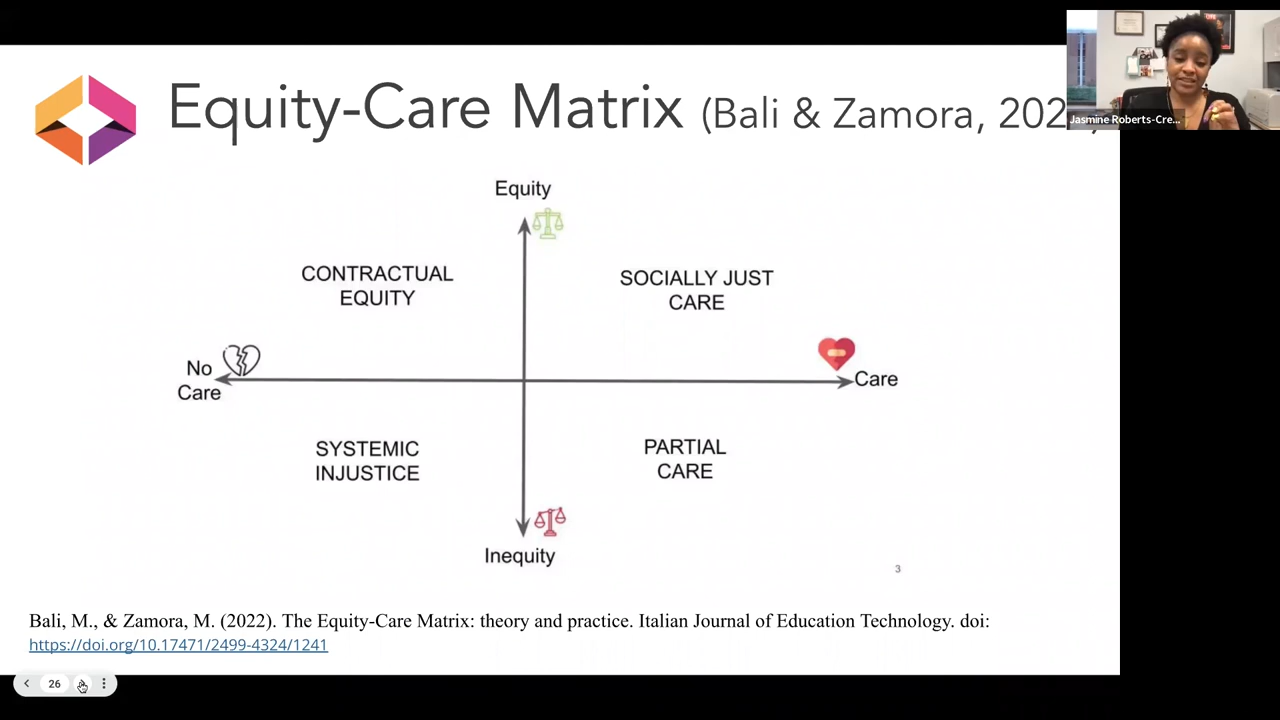 Equity-Care Matrix (Bali & Zamora, 202
Jasmine Roberts-Cre...
Equity
CONTRACTUAL
EQUITY
SOCIALLY JUST
CARE
No
Care
Care
SYSTEMIC
INJUSTICE
PARTIAL
CARE
Inequity
3
Bali, M., & Zamora, M. (2022). The Equity-Care Matrix: theory and practice. Italian Journal of Education Technology. doi:
https://doi.org/10.17471/2499-4324/1241
26